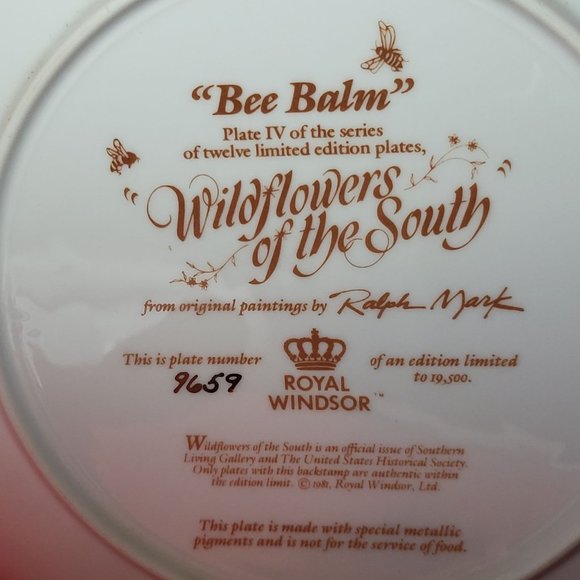 "Bee Balm"
Plate IV of the series
of twelve limited edition plates,
"Wildflowers
of the South"
from original paintings by Ralph Mark
This is plate number
9659
ROYAL
WINDSOR™
of an edition limited
to 19,500.
Wildflowers of the South is an official issue of Southern
Living Gallery and The United States Historical Society.
Only plates with this backstamp are authentic within
the edition limit. © 1981, Royal Windsor, Ltd.
This plate is made with special metallic
pigments and is not for the service of food.